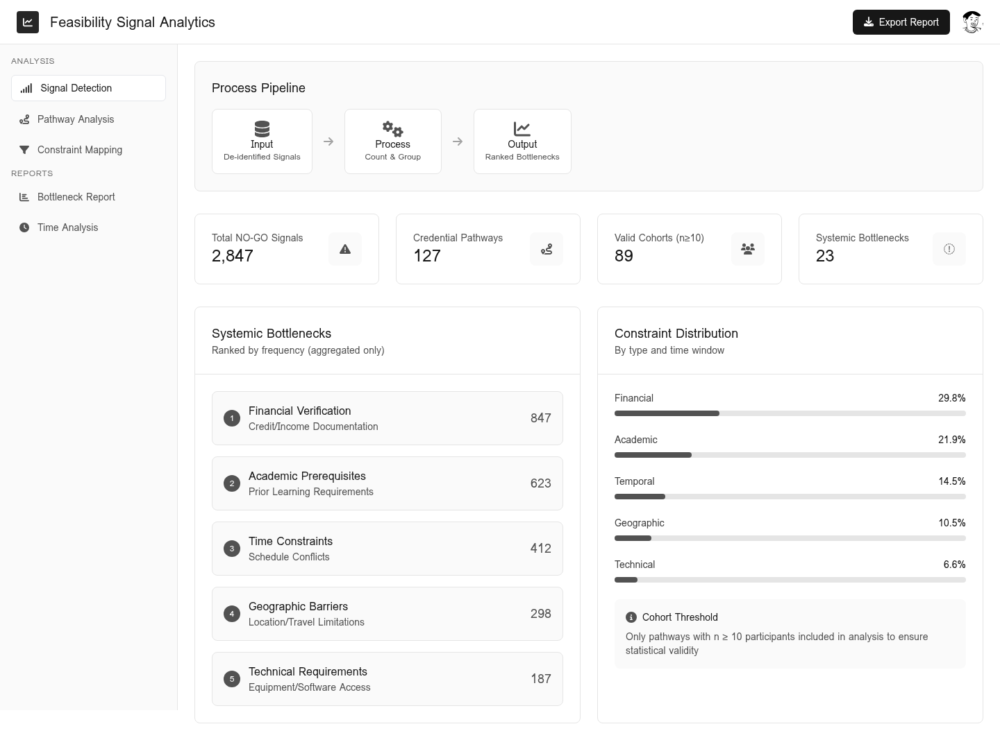 Feasibility Signal Analytics
Export Report
ANALYSIS
Signal Detection
Pathway Analysis
Constraint Mapping
REPORTS
Bottleneck Report
Time Analysis
Process Pipeline
Input
De-identified Signals
Process
Count & Group
Output
Ranked Bottlenecks
Total NO-GO Signals
2,847
Credential Pathways
127
Valid Cohorts (n≥10)
89
Systemic Bottlenecks
23
Systemic Bottlenecks
Ranked by frequency (aggregated only)
1
Financial Verification
Credit/Income Documentation
847
2
Academic Prerequisites
Prior Learning Requirements
623
3
Time Constraints
Schedule Conflicts
412
4
Geographic Barriers
Location/Travel Limitations
298
5
Technical Requirements
Equipment/Software Access
187
Constraint Distribution
By type and time window
Financial 29.8%
Academic 21.9%
Temporal 14.5%
Geographic 10.5%
Technical 6.6%
Cohort Threshold
Only pathways with n ≥ 10 participants included in analysis to ensure
statistical validity